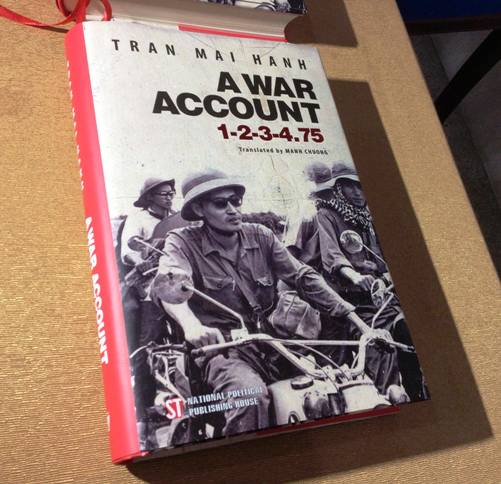 TRAN MAI HANH
A WAR
ACCOUNT
1-2-3-4.75
Translated by MANH CHUONG
ST
NATIONAL POLITICAL
PUBLISHING HOUSE
A WAR ACCOUNT